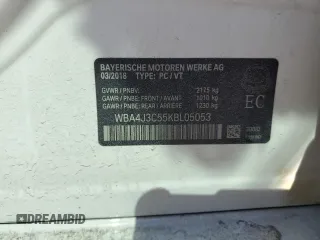 BAYERISCHE MOTOREN WERKE AG
03/2018 TYPE: PC / VT
GVWR / PNBV: 2175 kg
GAWR / PNBE: FRONT / AVANT 1010 kg
GAWR / PNBE: REAR / ARRIÈRE 1230 kg
EC
WBA4J3C55KBL05053
DREAMBID